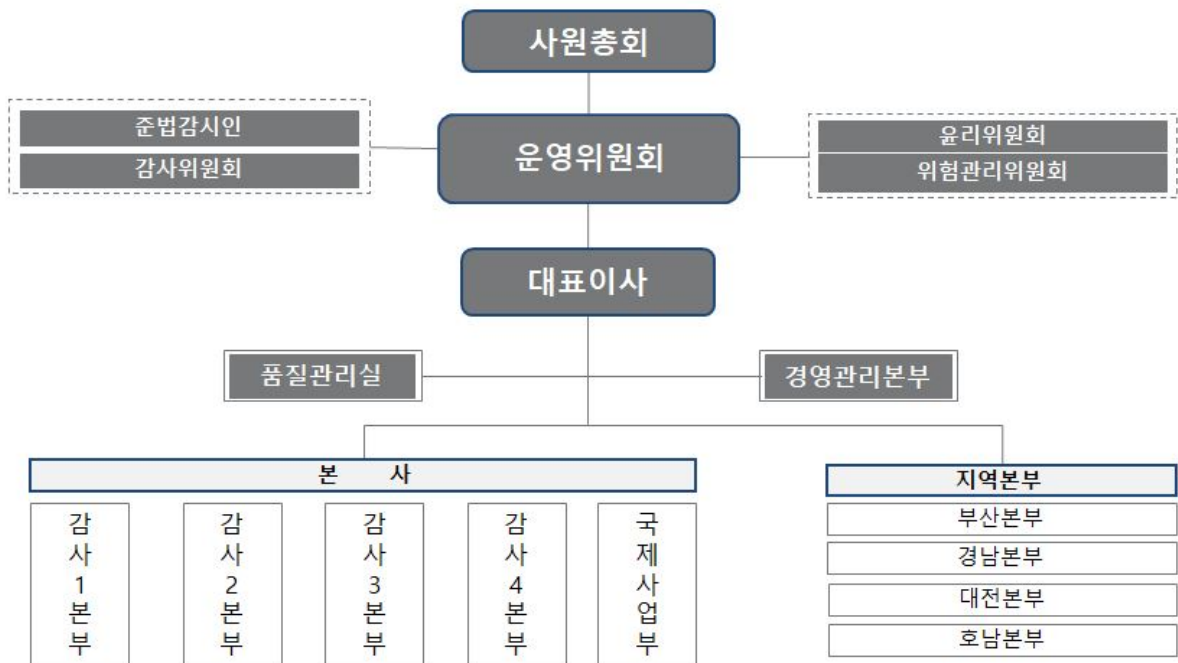 사원총회
준법감시인
감사위원회
운영위원회
윤리위원회
위험관리위원회
대표이사
품질관리실
경영관리본부
본 사
지역본부
감사1본부
감사2본부
감사3본부
감사4본부
국제사업부
부산본부
경남본부
대전본부
호남본부